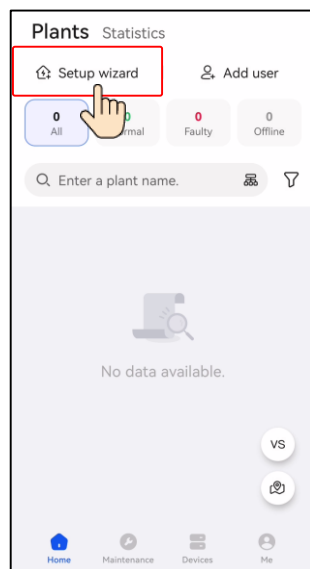 Plants Statistics
Setup wizard Add user
0 0 0 0
All rmal Faulty Offline
Enter a plant name.
No data available.
VS
Home Maintenance Devices Me